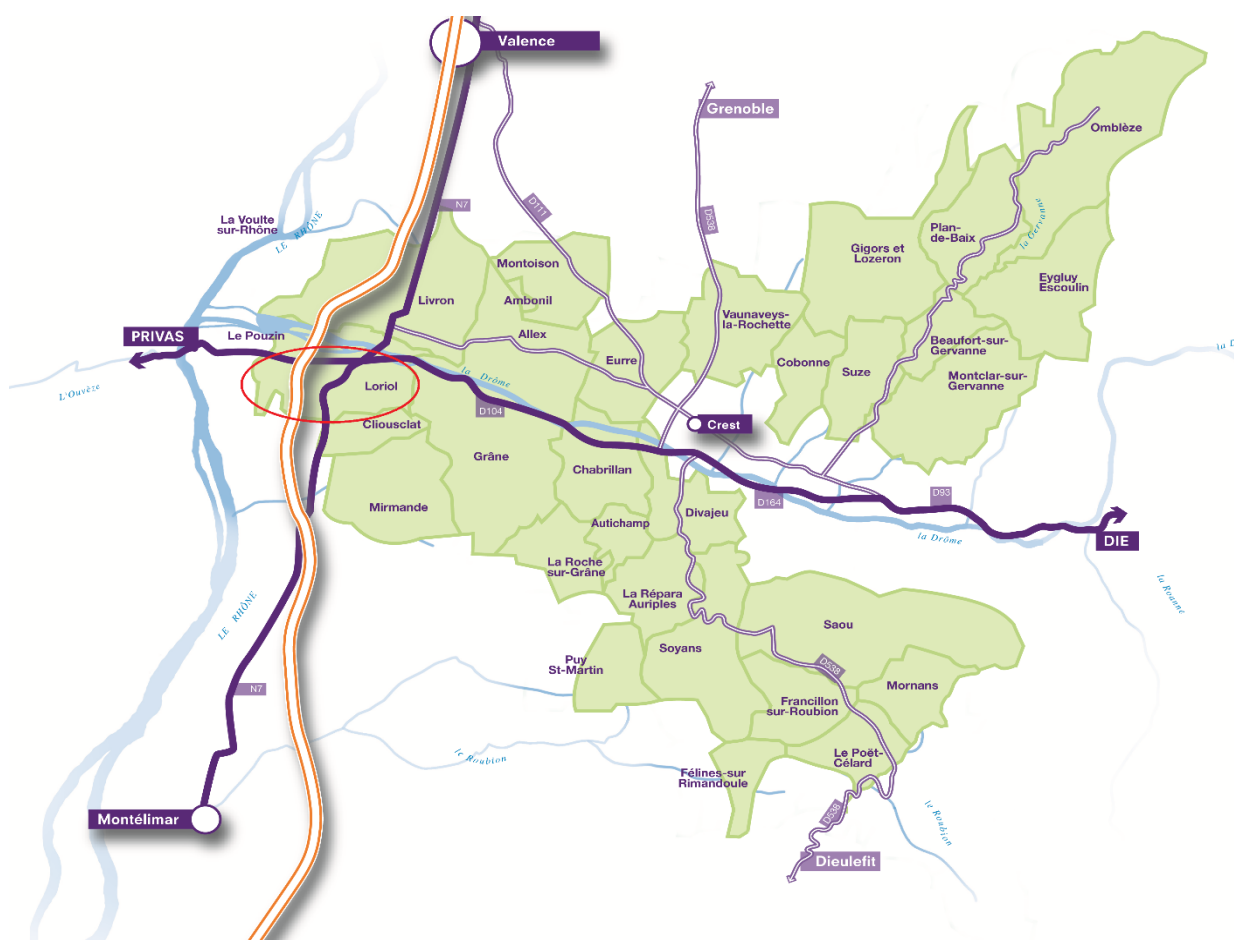 Valence
Grenoble
Omblèze
D111
D538
N7
La Voulte
sur-Rhône
LE RHÔNE
Plan-
de-Baix
la Gervanne
Gigors et
Lozeron
Montoison
Eygluy
Escoulin
Livron
Ambonil
Vaunaveys-
la-Rochette
PRIVAS
Le Pouzin
Allex
Beaufort-sur-
Gervanne
Eurre
Cobonne
Suze
Montclar-sur-
Gervanne
L'Ouvèze
Loriol
la Drôme
D104
Cliousclat
Crest
Grâne
Chabrillan
D164
D93
Mirmande
Autichamp
Divajeu
la Drôme
DIE
La Roche
sur-Grâne
la Roanne
La Répara
Auriples
LE RHÔNE
Saou
Soyans
Puy
St-Martin
D538
Mornans
N7
Francillon
sur-Roubion
le Roubion
Le Poët-
Célard
Félines-sur
Rimandoule
le Roubion
Montélimar
D538
Dieulefit